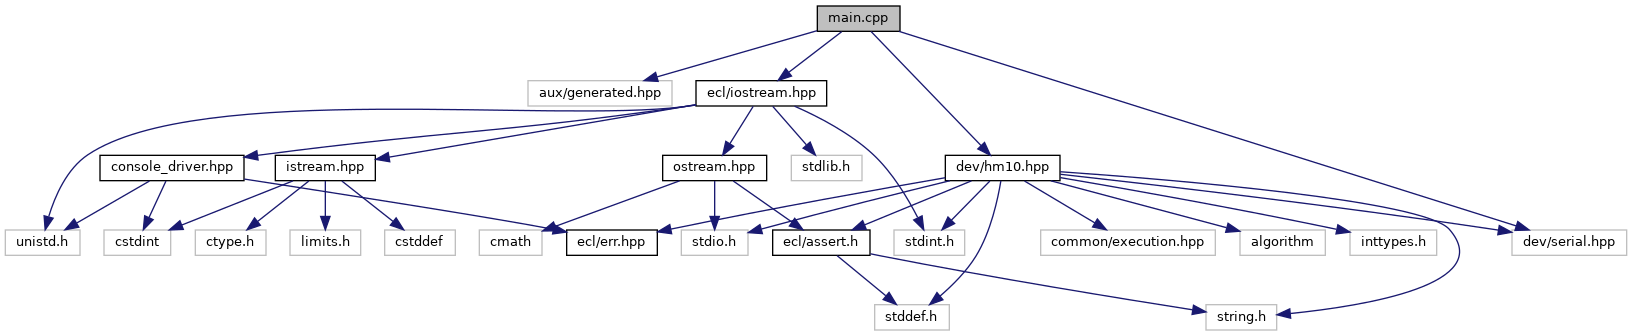 main.cpp
aux/generated.hpp
ecl/iostream.hpp
console_driver.hpp
istream.hpp
ostream.hpp
stdlib.h
dev/hm10.hpp
unistd.h
cstdint
ctype.h
limits.h
cstddef
cmath
ecl/err.hpp
stdio.h
ecl/assert.h
stdint.h
common/execution.hpp
algorithm
inttypes.h
dev/serial.hpp
stddef.h
string.h